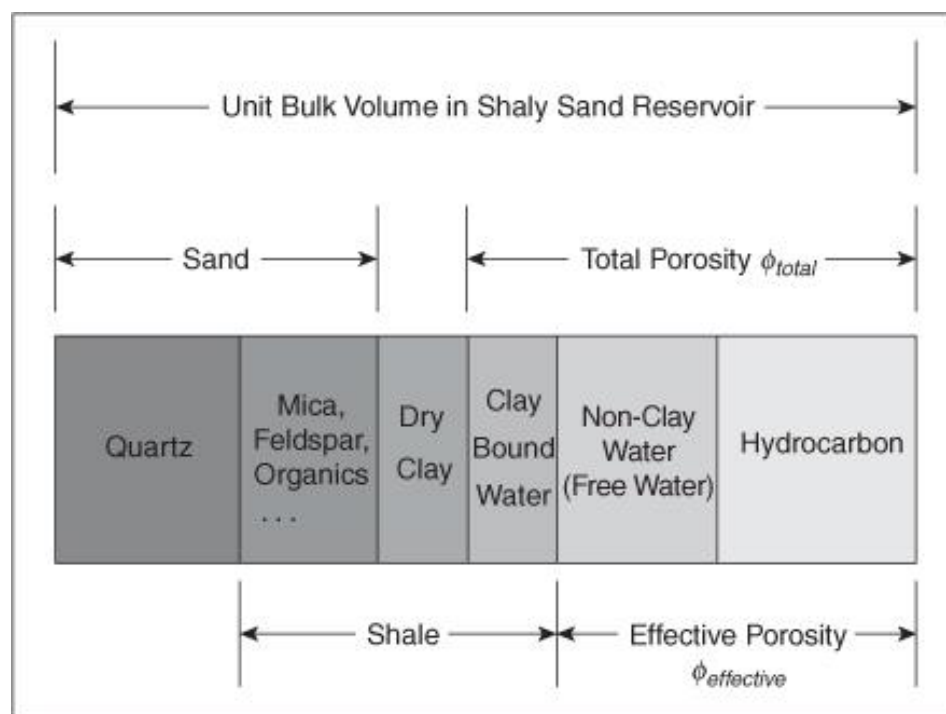 Unit Bulk Volume in Shaly Sand Reservoir
Sand
Total Porosity ϕtotal
Quartz
Mica,
Feldspar,
Organics
...
Dry
Clay
Clay
Bound
Water
Non-Clay
Water
(Free Water)
Hydrocarbon
Shale
Effective Porosity
ϕeffective